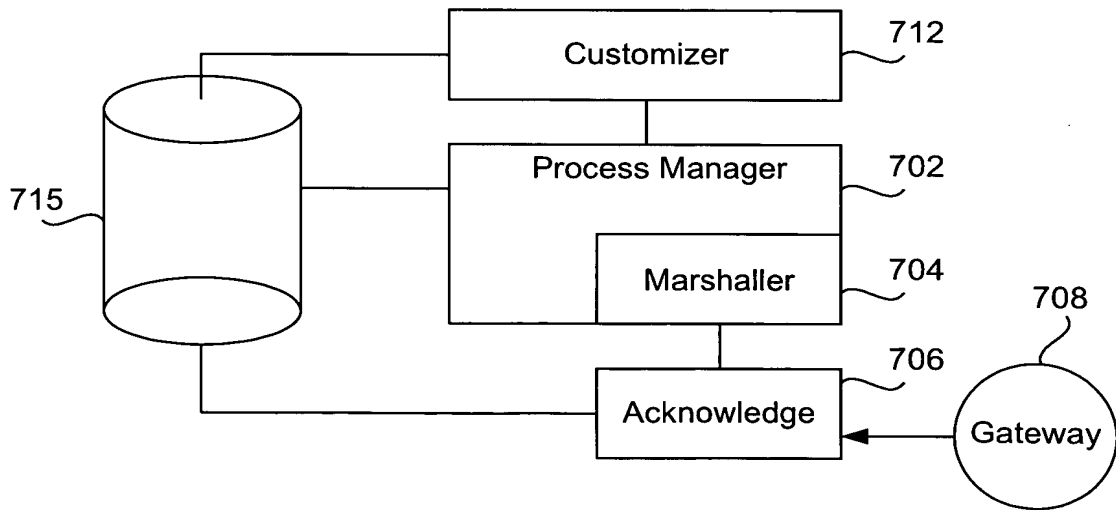 712
Customizer
Process Manager
702
715
Marshaller
704
708
706
Acknowledge
Gateway